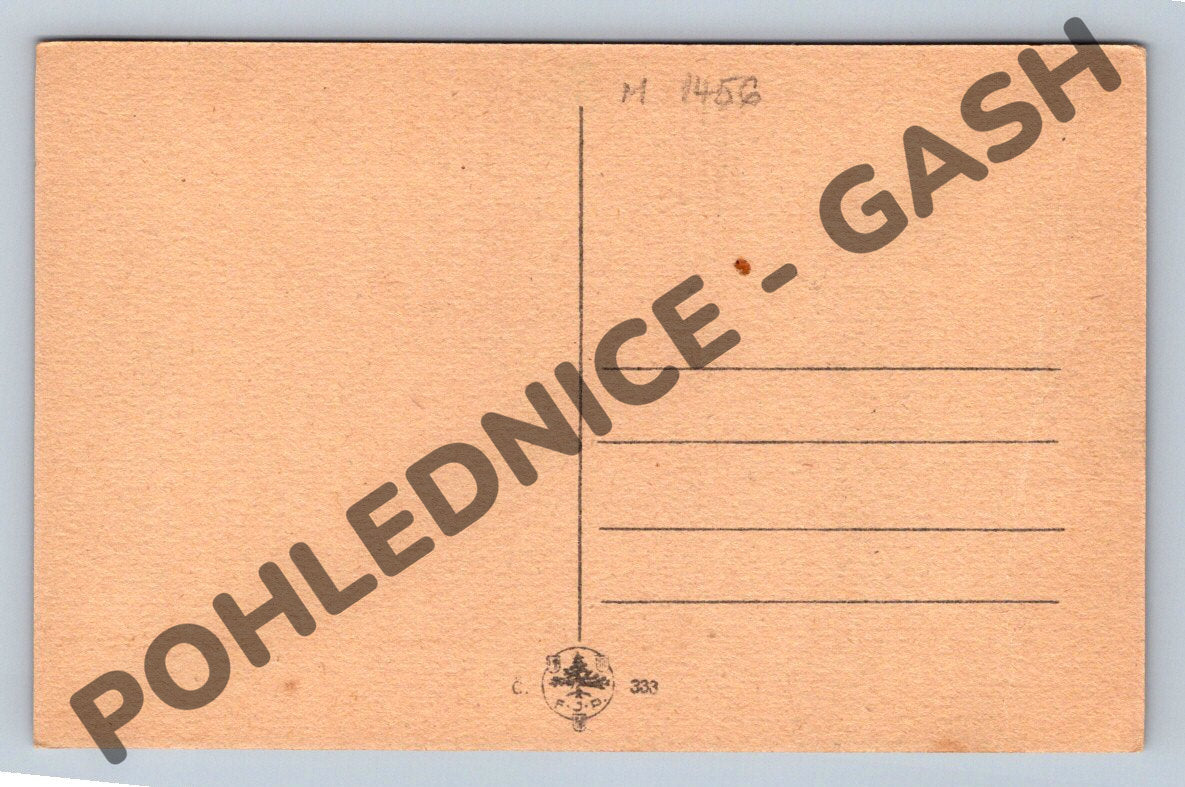 M 1456
POHLEDNICE - GASH
Č. 333
F. J. P.